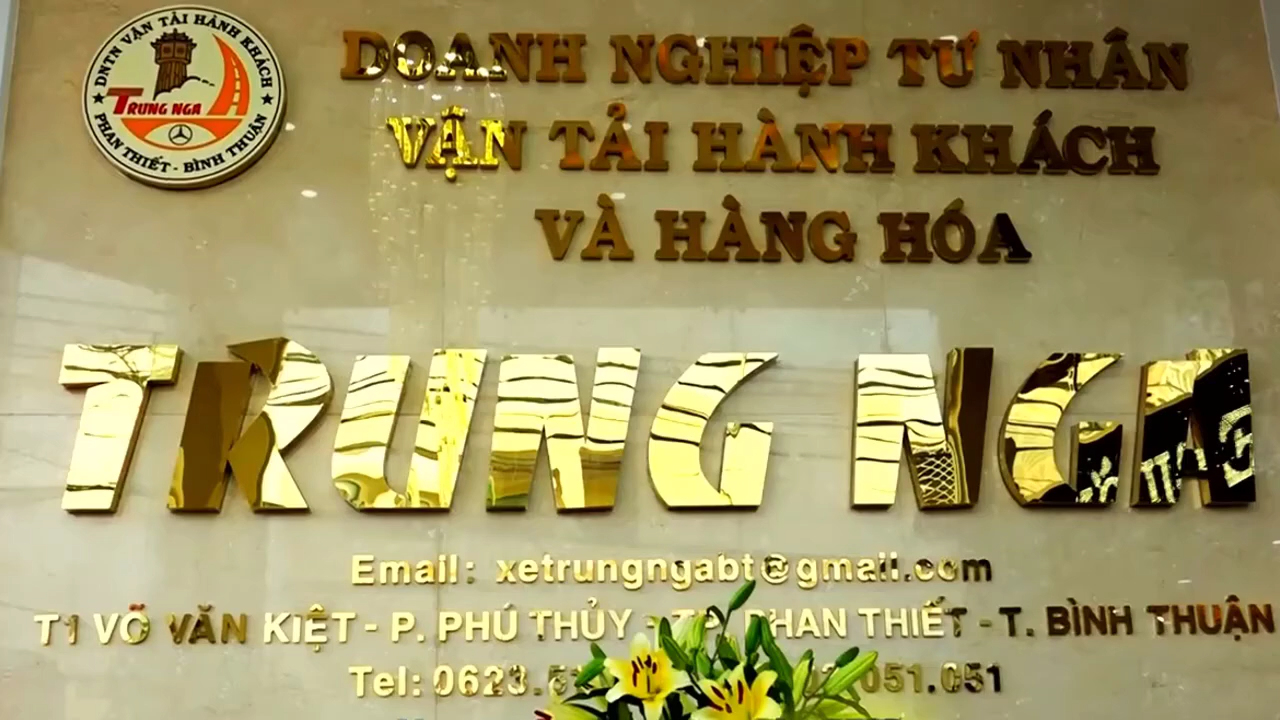 DNTN VẬN TẢI HÀNH KHÁCH
TRUNG NGA
PHAN THIẾT - BÌNH THUẬN
DOANH NGHIỆP TƯ NHÂN
VẬN TẢI HÀNH KHÁCH
VÀ HÀNG HÓA
TRUNG NGA
Email: xetrungngabt@gmail.com
T1 VÕ VĂN KIỆT - P. PHÚ THỦY - TP. PHAN THIẾT - T. BÌNH THUẬN
Tel: 051.051